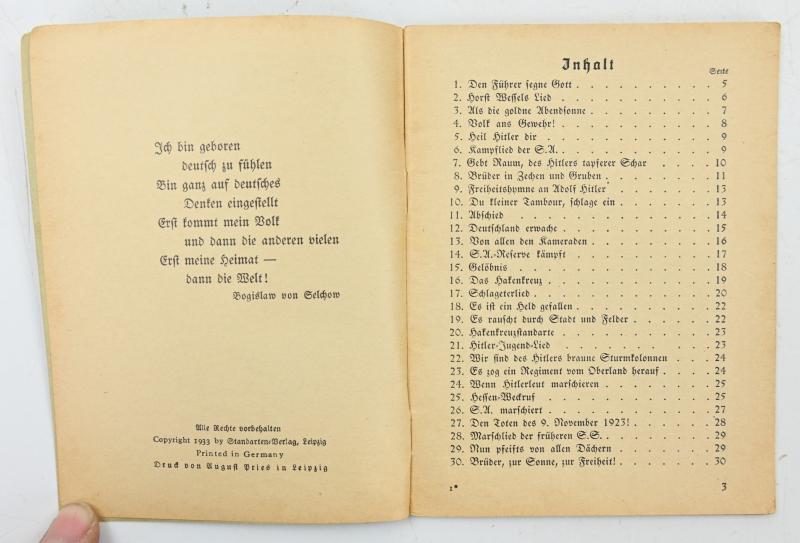 Ich bin geboren
deutsch zu fühlen
Bin ganz auf deutsches
Denken eingestellt
Erst kommt mein Volk
und dann die anderen vielen
Erst meine Heimat —
dann die Welt!
Bogislaw von Selchow
Alle Rechte vorbehalten
Copyright 1933 by Standarten-Verlag, Leipzig
Printed in Germany
Druck von August Pries in Leipzig
Inhalt
Seite
1. Den Führer segne Gott . . . . . . . . . . 5
2. Horst Wessels Lied . . . . . . . . . . 6
3. Als die goldne Abendsonne . . . . . . . . . 7
4. Volk ans Gewehr! . . . . . . . . . . 8
5. Heil Hitler dir . . . . . . . . . . 9
6. Kampflied der S.A. . . . . . . . . . . 9
7. Gebt Raum, des Hitlers tapferer Schar . . . . 10
8. Brüder in Zechen und Gruben . . . . . . . 11
9. Freiheitshymne an Adolf Hitler . . . . . . 13
10. Du kleiner Tambour, schlage ein . . . . . . 13
11. Abschied . . . . . . . . . . 14
12. Deutschland erwache . . . . . . . . . 15
13. Von allen den Kameraden . . . . . . . . 16
14. S.A.-Reserve kämpft . . . . . . . . . 17
15. Gelöbnis . . . . . . . . . . 18
16. Das Hakenkreuz . . . . . . . . . . 19
17. Schlageterlied . . . . . . . . . . 20
18. Es ist ein Held gefallen . . . . . . . . . 22
19. Es rauscht durch Stadt und Felder . . . . . . 22
20. Hakenkreuzstandarte . . . . . . . . . 23
21. Hitler-Jugend-Lied . . . . . . . . . 23
22. Wir sind des Hitlers braune Sturmkolonnen . . . 24
23. Es zog ein Regiment vom Oberland herauf . . . . 24
24. Wenn Hitlerleut marschieren . . . . . . . 25
25. Hessen-Weckruf . . . . . . . . . . 25
26. S.A. marschiert . . . . . . . . . . 27
27. Den Toten des 9. November 1923! . . . . . . 28
28. Marschlied der früheren S.S. . . . . . . . 29
29. Nun pfeifts von allen Dächern . . . . . . . 29
30. Brüder, zur Sonne, zur Freiheit! . . . . . . 30
1*
3